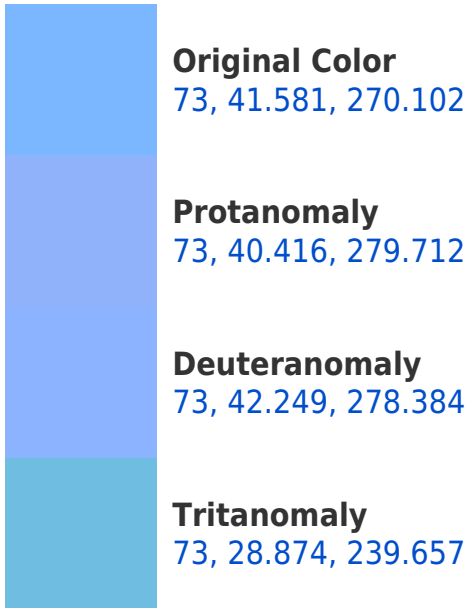 Original Color
73, 41.581, 270.102
Protanomaly
73, 40.416, 279.712
Deuteranomaly
73, 42.249, 278.384
Tritanomaly
73, 28.874, 239.657